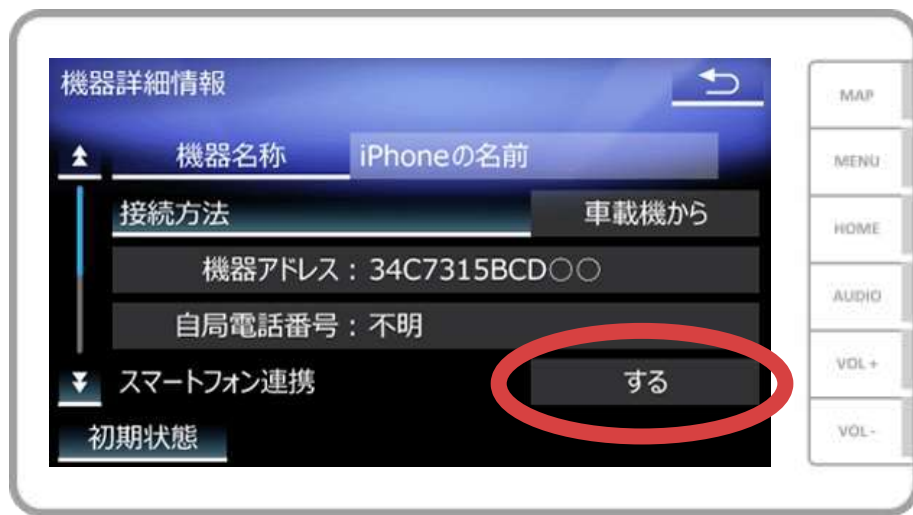 機器詳細情報
機器名称 iPhoneの名前
接続方法 車載機から
機器アドレス：34C7315BCD○○
自局電話番号：不明
スマートフォン連携 する
初期状態
MAP
MENU
HOME
AUDIO
VOL +
VOL -